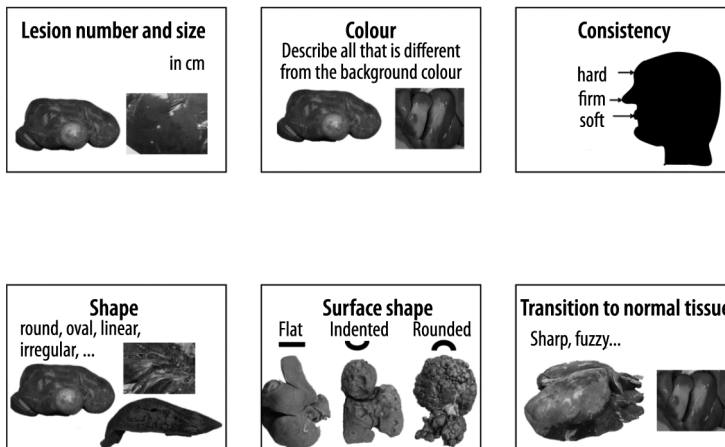 Lesion number and size
in cm
Colour
Describe all that is different
from the background colour
Consistency
hard
firm
soft
Shape
round, oval, linear,
irregular, ...
Surface shape
Flat Indented Rounded
Transition to normal tissue
Sharp, fuzzy...